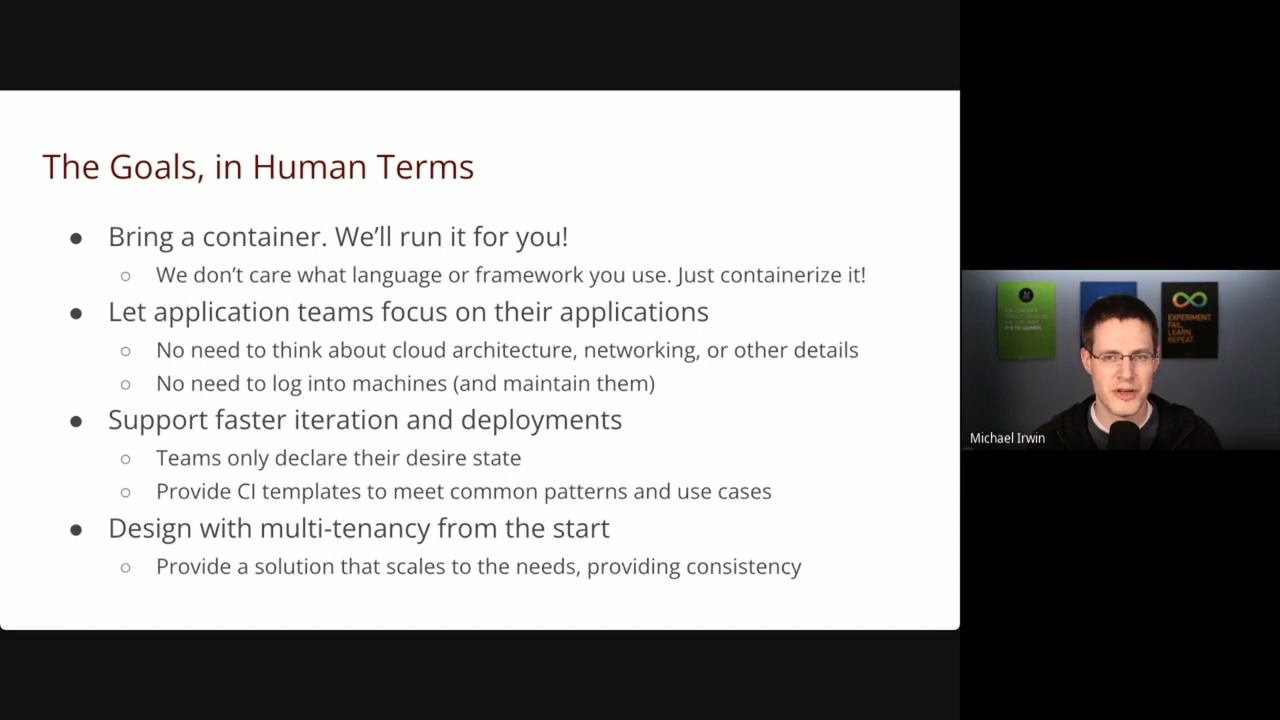 The Goals, in Human Terms
● Bring a container. We'll run it for you!
○ We don't care what language or framework you use. Just containerize it!
● Let application teams focus on their applications
○ No need to think about cloud architecture, networking, or other details
○ No need to log into machines (and maintain them)
● Support faster iteration and deployments
○ Teams only declare their desire state
○ Provide CI templates to meet common patterns and use cases
● Design with multi-tenancy from the start
○ Provide a solution that scales to the needs, providing consistency
EXPERIMENT.
FAIL.
LEARN.
REPEAT.
Michael Irwin